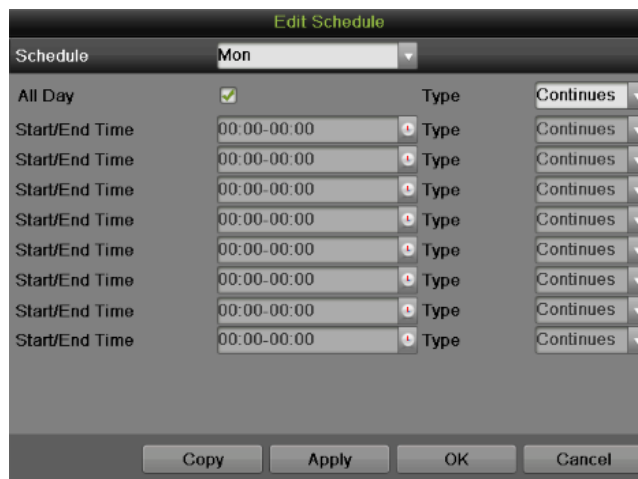 Edit Schedule
Schedule Mon
All Day Type Continues
Start/End Time 00:00-00:00 Type Continues
Start/End Time 00:00-00:00 Type Continues
Start/End Time 00:00-00:00 Type Continues
Start/End Time 00:00-00:00 Type Continues
Start/End Time 00:00-00:00 Type Continues
Start/End Time 00:00-00:00 Type Continues
Start/End Time 00:00-00:00 Type Continues
Start/End Time 00:00-00:00 Type Continues
Copy Apply OK Cancel